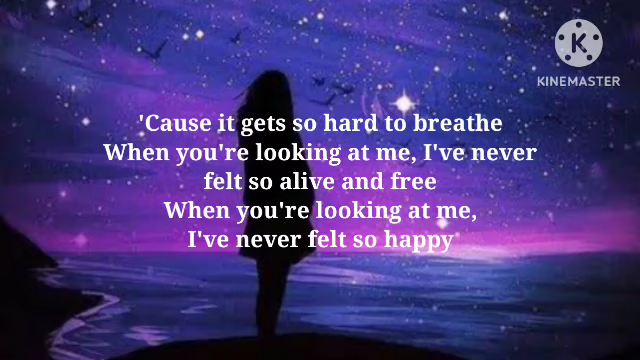 K
KINEMASTER
'Cause it gets so hard to breathe
When you're looking at me, I've never
felt so alive and free
When you're looking at me,
I've never felt so happy